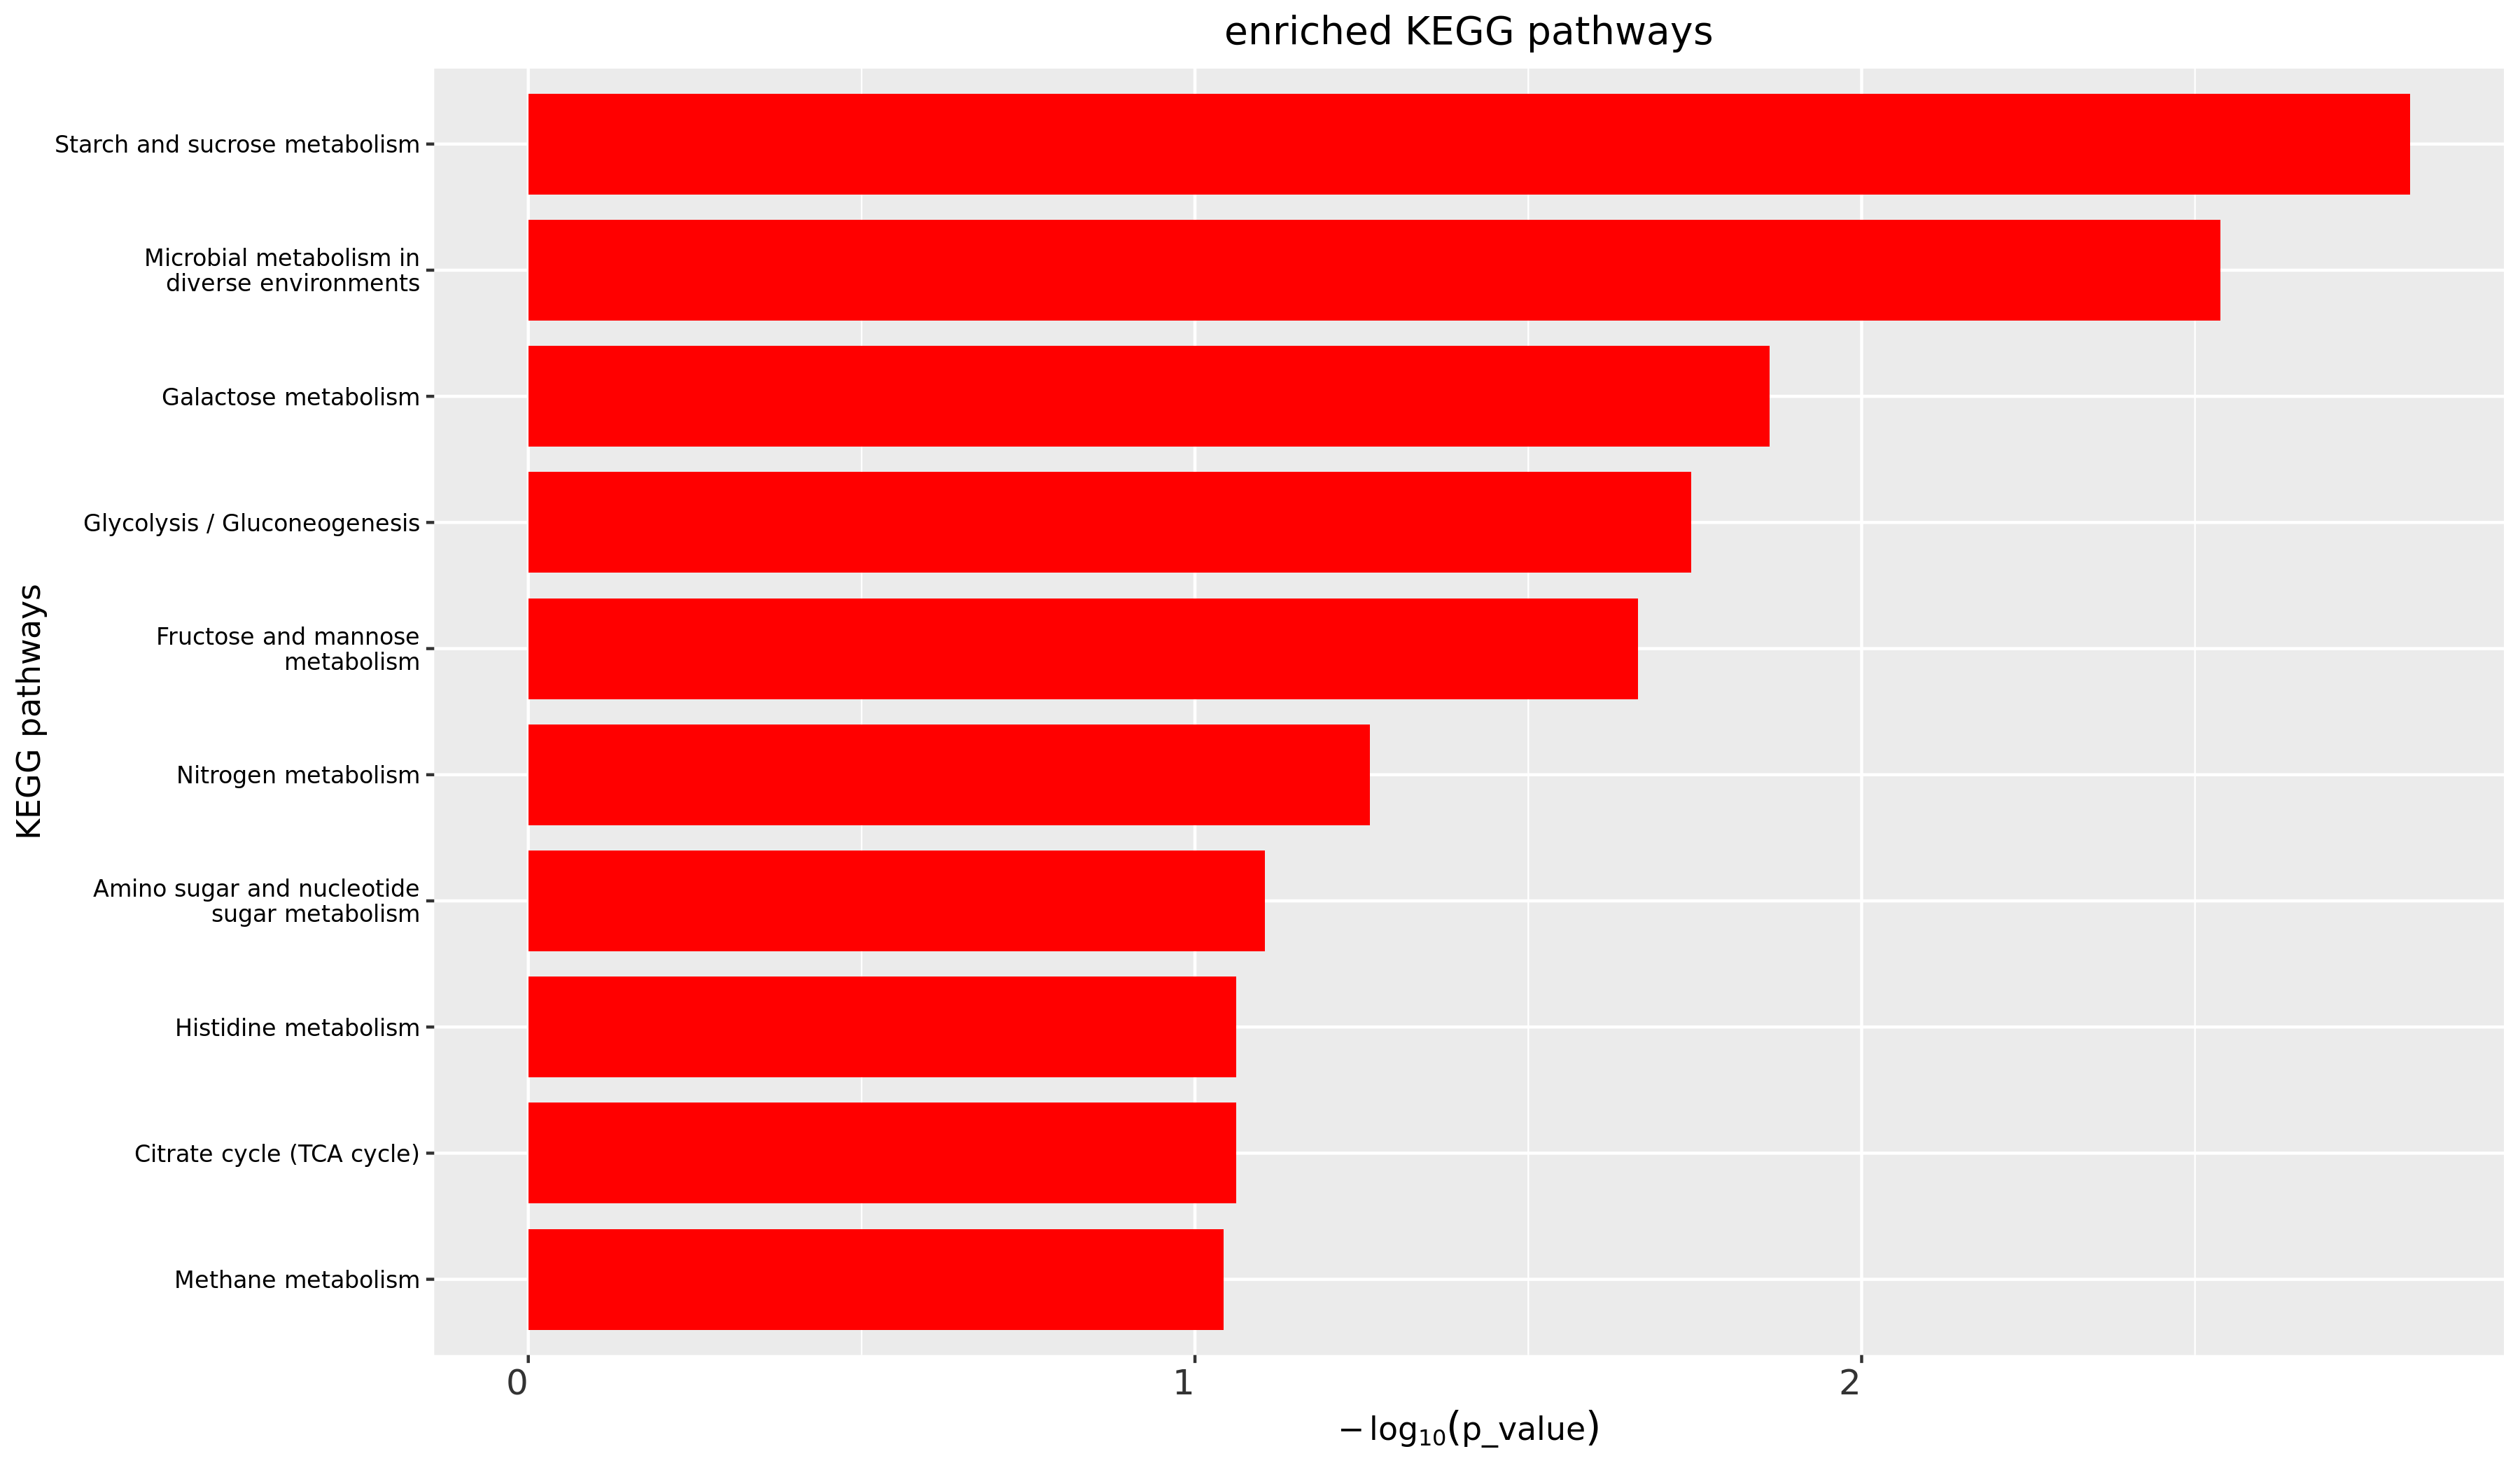 enriched KEGG pathways
Starch and sucrose metabolism
Microbial metabolism in
diverse environments
Galactose metabolism
Glycolysis / Gluconeogenesis
Fructose and mannose
metabolism
Nitrogen metabolism
Amino sugar and nucleotide
sugar metabolism
Histidine metabolism
Citrate cycle (TCA cycle)
Methane metabolism
KEGG pathways
0 1 2
−log₁₀(p_value)